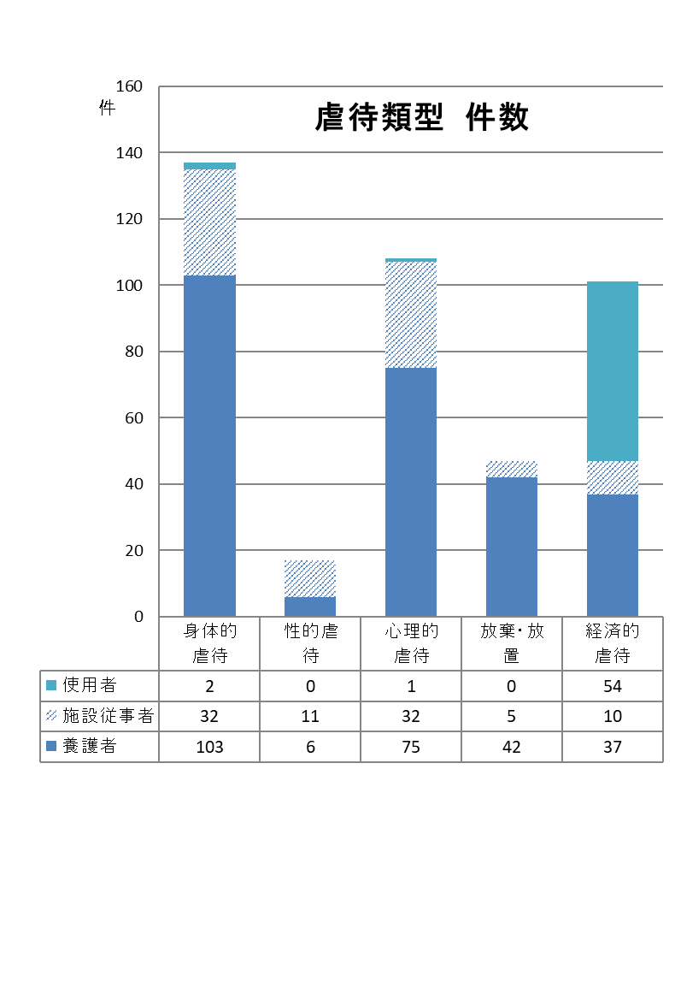 160
件
虐待類型 件数
140
120
100
80
60
40
20
0
身体的 性的虐 心理的 放棄・放 経済的
虐待 待 虐待 置 虐待
使用者 2 0 1 0 54
施設従事者 32 11 32 5 10
養護者 103 6 75 42 37